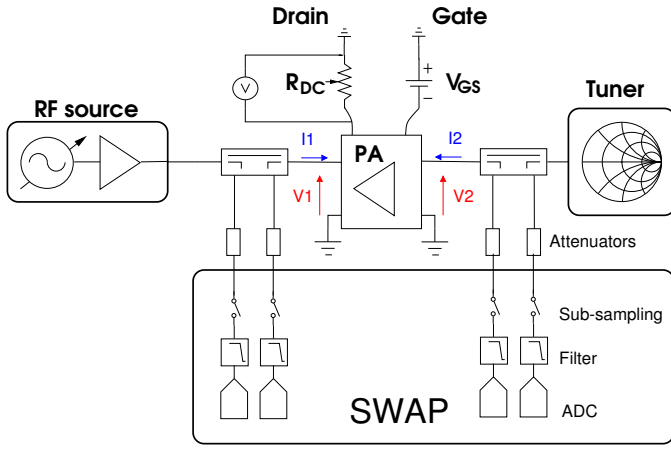 Drain
Gate
V
RDC
+
VGS
−
RF source
Tuner
I1
PA
I2
V1
V2
Attenuators
Sub-sampling
Filter
SWAP
ADC